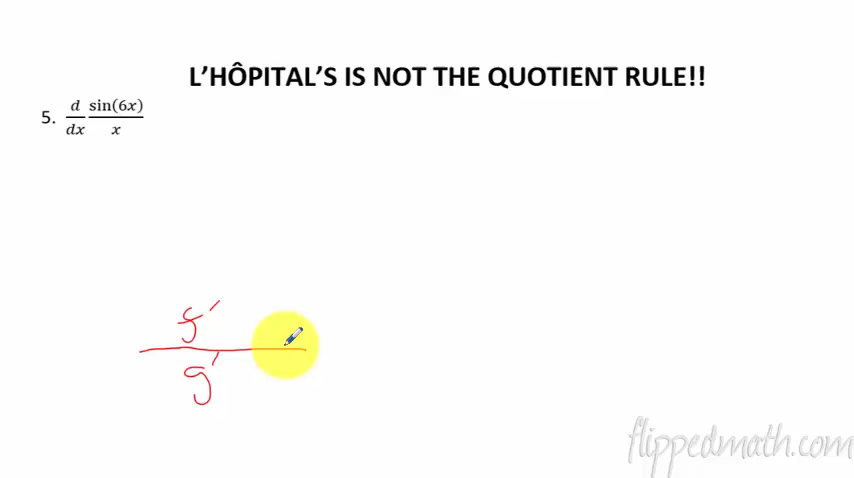 L'HÔPITAL'S IS NOT THE QUOTIENT RULE!!
5. d/dx sin(6x)/x
f'
g'
flippedmath.com